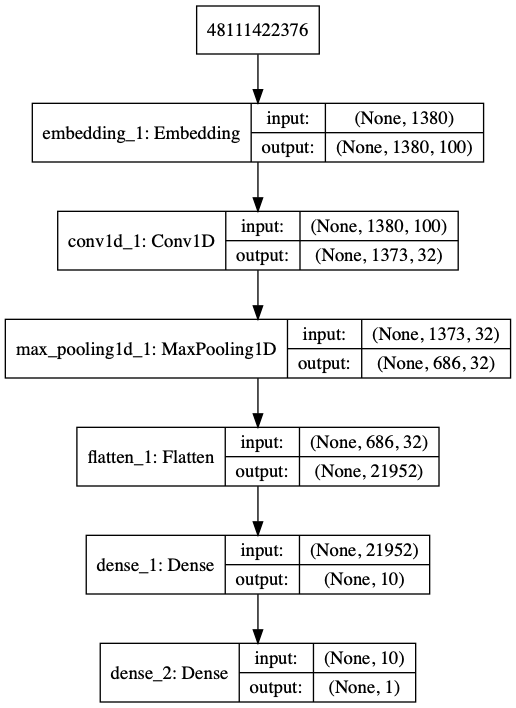 48111422376
embedding_1: Embedding
input: (None, 1380)
output: (None, 1380, 100)
conv1d_1: Conv1D
input: (None, 1380, 100)
output: (None, 1373, 32)
max_pooling1d_1: MaxPooling1D
input: (None, 1373, 32)
output: (None, 686, 32)
flatten_1: Flatten
input: (None, 686, 32)
output: (None, 21952)
dense_1: Dense
input: (None, 21952)
output: (None, 10)
dense_2: Dense
input: (None, 10)
output: (None, 1)